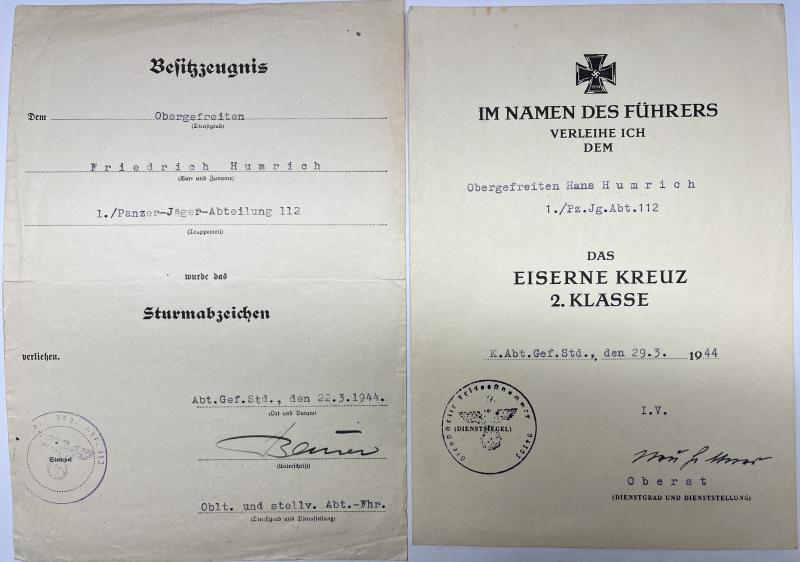 Besitzzeugnis
Dem Obergefreiten
(Dienstgrad)
Friedrich Humrich
(Vor- und Zuname)
1./Panzer-Jäger-Abteilung 112
(Truppenteil)
wurde das
Sturmabzeichen
verliehen.
Abt.Gef.Std., den 22.3.1944.
(Ort und Datum)
(Unterschrift)
Stempel
Oblt. und stellv. Abt.-Fhr.
(Dienstgrad und Dienststellung)
IM NAMEN DES FÜHRERS
VERLEIHE ICH
DEM
Obergefreiten Hans Humrich
1./Pz.Jg.Abt.112
DAS
EISERNE KREUZ
2. KLASSE
K.Abt.Gef.Std., den 29.3. 1944
Dienststelle Feldpostnummer
(DIENSTSIEGEL)
I.V.
Oberst
(DIENSTGRAD UND DIENSTSTELLUNG)